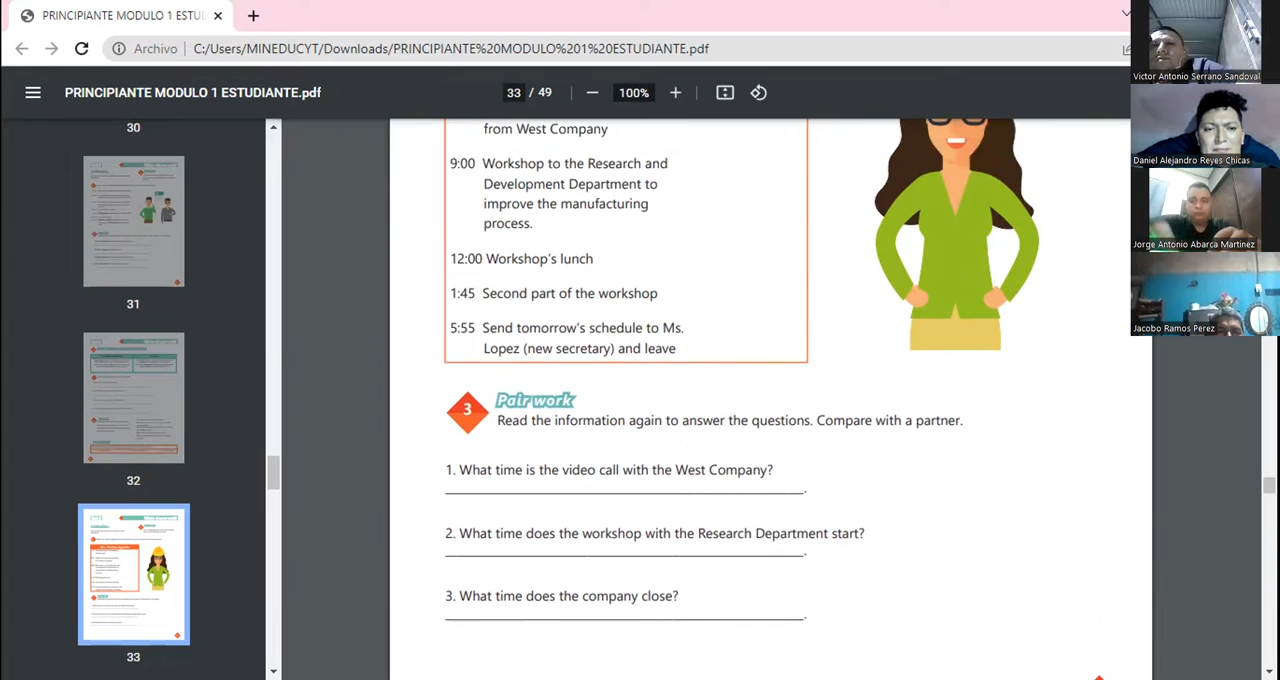 PRINCIPIANTE MODULO 1 ESTU
Archivo
C:/Users/MINEDUCYT/Downloads/PRINCIPIANTE%20MODULO%201%20ESTUDIANTE.pdf
PRINCIPIANTE MODULO 1 ESTUDIANTE.pdf
33 / 49
100%
30
31
32
33
from West Company
9:00 Workshop to the Research and
Development Department to
improve the manufacturing
process.
12:00 Workshop's lunch
1:45 Second part of the workshop
5:55 Send tomorrow's schedule to Ms.
Lopez (new secretary) and leave
3
Pair work
Read the information again to answer the questions. Compare with a partner.
1. What time is the video call with the West Company?
2. What time does the workshop with the Research Department start?
3. What time does the company close?
Victor Antonio Serrano Sandoval
Daniel Alejandro Reyes Chicas
Jorge Antonio Abarca Martinez
Jacobo Ramos Perez